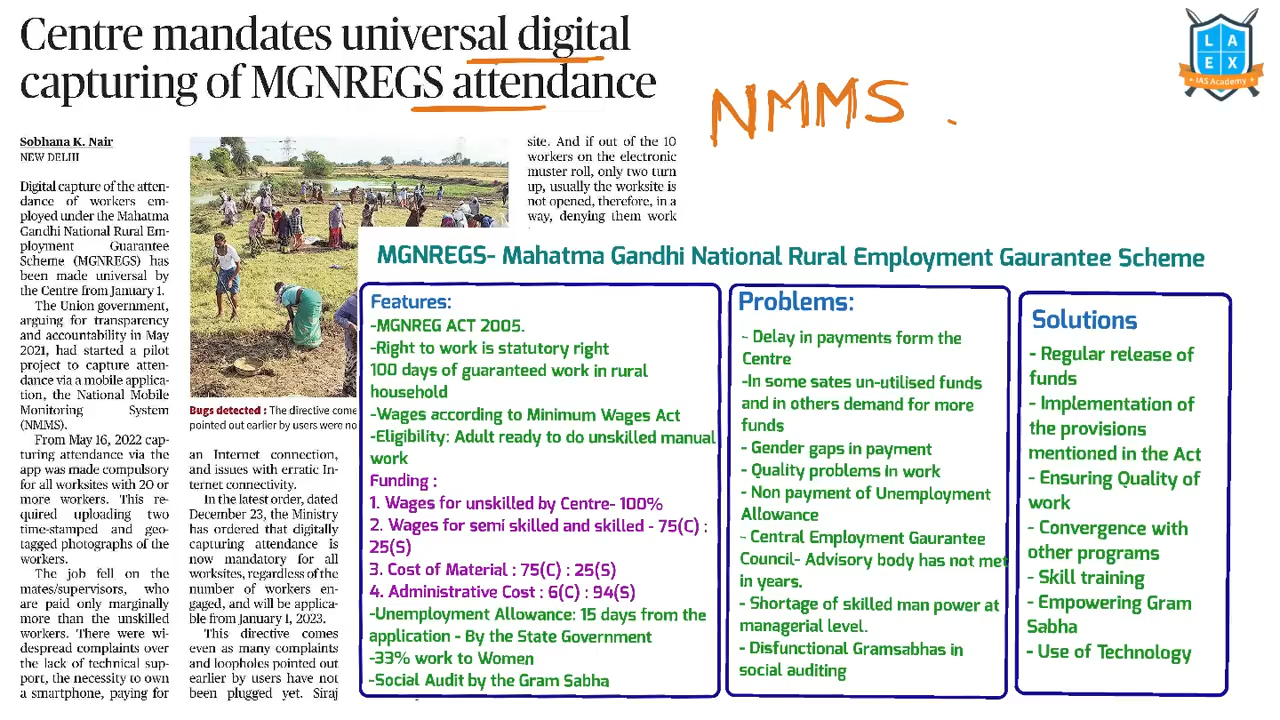 Centre mandates universal digital
capturing of MGNREGS attendance
NMMS .
L A
E X
IAS Academy
Sobhana K. Nair
NEW DELHI
Digital capture of the atten-
dance of workers em-
ployed under the Mahatma
Gandhi National Rural Em-
ployment Guarantee
Scheme (MGNREGS) has
been made universal by
the Centre from January 1.
The Union government,
arguing for transparency
and accountability in May
2021, had started a pilot
project to capture atten-
dance via a mobile applica-
tion, the National Mobile
Monitoring System
(NMMS).
From May 16, 2022 cap-
turing attendance via the
app was made compulsory
for all worksites with 20 or
more workers. This re-
quired uploading two
time-stamped and geo-
tagged photographs of the
workers.
The job fell on the
mates/supervisors, who
are paid only marginally
more than the unskilled
workers. There were wi-
despread complaints over
the lack of technical sup-
port, the necessity to own
a smartphone, paying for
Bugs detected : The directive come
pointed out earlier by users were no
an Internet connection,
and issues with erratic In-
ternet connectivity.
In the latest order, dated
December 23, the Ministry
has ordered that digitally
capturing attendance is
now mandatory for all
worksites, regardless of the
number of workers en-
gaged, and will be applica-
ble from January 1, 2023.
This directive comes
even as many complaints
and loopholes pointed out
earlier by users have not
been plugged yet. Siraj
site. And if out of the 10
workers on the electronic
muster roll, only two turn
up, usually the worksite is
not opened, therefore, in a
way, denying them work
MGNREGS- Mahatma Gandhi National Rural Employment Gaurantee Scheme
Features:
-MGNREG ACT 2005.
-Right to work is statutory right
100 days of guaranteed work in rural
household
-Wages according to Minimum Wages Act
-Eligibility: Adult ready to do unskilled manual
work
Funding :
1. Wages for unskilled by Centre- 100%
2. Wages for semi skilled and skilled - 75(C) :
25(S)
3. Cost of Material : 75(C) : 25(S)
4. Administrative Cost : 6(C) : 94(S)
-Unemployment Allowance: 15 days from the
application - By the State Government
-33% work to Women
-Social Audit by the Gram Sabha
Problems:
- Delay in payments form the
Centre
-In some sates un-utilised funds
and in others demand for more
funds
- Gender gaps in payment
- Quality problems in work
- Non payment of Unemployment
Allowance
- Central Employment Gaurantee
Council- Advisory body has not met
in years.
- Shortage of skilled man power at
managerial level.
- Disfunctional Gramsabhas in
social auditing
Solutions
- Regular release of
funds
- Implementation of
the provisions
mentioned in the Act
- Ensuring Quality of
work
- Convergence with
other programs
- Skill training
- Empowering Gram
Sabha
- Use of Technology